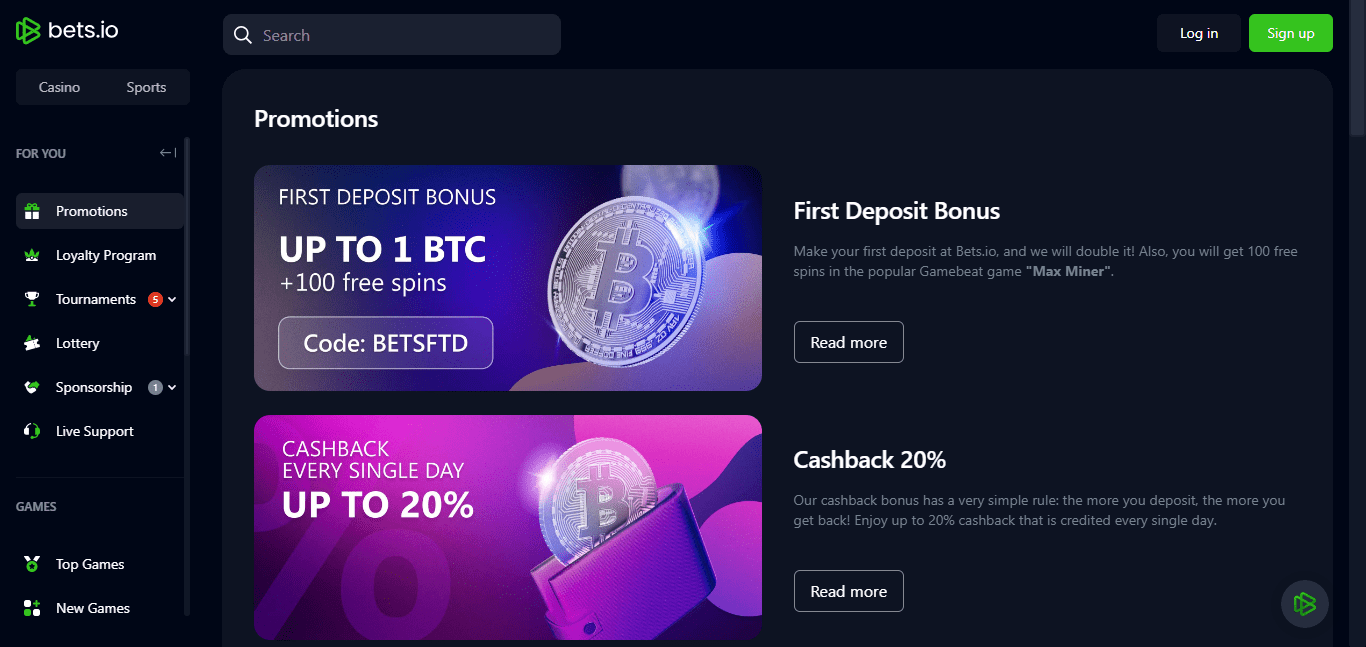 bets.io
Search
Log in
Sign up
Casino
Sports
FOR YOU
Promotions
Loyalty Program
Tournaments
5
Lottery
Sponsorship
1
Live Support
GAMES
Top Games
New Games
Promotions
FIRST DEPOSIT BONUS
UP TO 1 BTC
+100 free spins
Code: BETSFTD
First Deposit Bonus
Make your first deposit at Bets.io, and we will double it! Also, you will get 100 free
spins in the popular Gamebeat game "Max Miner".
Read more
CASHBACK
EVERY SINGLE DAY
UP TO 20%
Cashback 20%
Our cashback bonus has a very simple rule: the more you deposit, the more you
get back! Enjoy up to 20% cashback that is credited every single day.
Read more